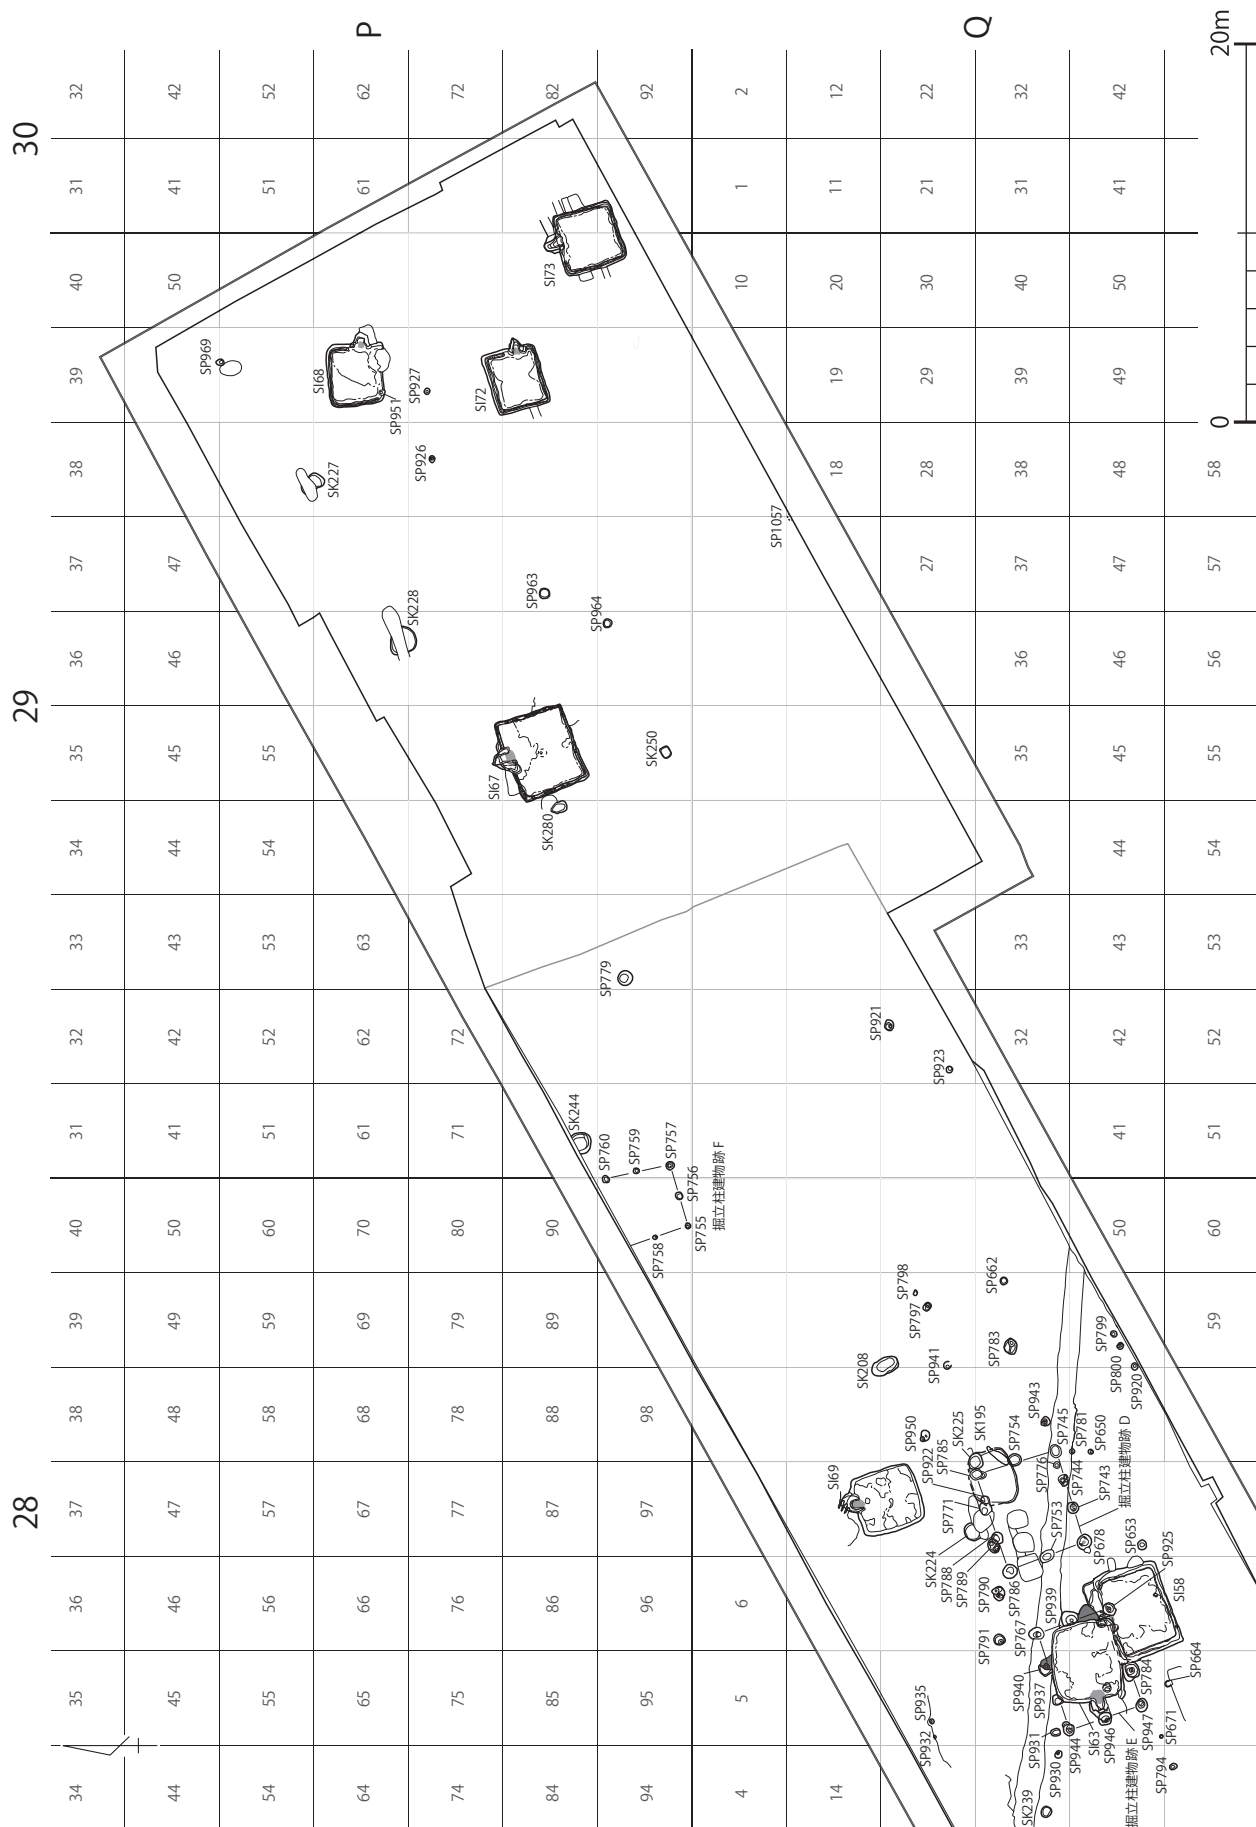 P
Q
20m
0
30
29
28
32
42
52
62
72
82
92
2
12
22
32
42
31
41
51
61
1
11
21
31
41
40
50
10
20
30
40
50
39
19
29
39
49
38
18
28
38
48
58
37
47
27
37
47
57
36
46
36
46
56
35
45
55
35
45
55
34
44
54
44
54
33
43
53
63
33
43
53
32
42
52
62
72
32
42
52
31
41
51
61
71
41
51
40
50
60
70
80
90
50
60
39
49
59
69
79
89
59
38
48
58
68
78
88
98
37
47
57
67
77
87
97
36
46
56
66
76
86
96
6
35
45
55
65
75
85
95
5
34
44
54
64
74
84
94
4
14
SI73
SP969
SI68
SP951
SP927
SI72
SP926
SK227
SP1057
SP963
SP964
SK228
SI67
SK250
SK280
SP779
SP921
SP923
SK244
SP760
SP759
SP757
SP756
SP755
SP758
掘立柱建物跡 F
SP798
SP797
SP662
SK208
SP941
SP783
SP799
SP800
SP920
SP943
SP950
SK225
SK195
SP754
SP745
SP781
SP650
SP922
SP785
SI69
SP771
SP776
SP744
SP743
掘立柱建物跡 D
SK224
SP788
SP789
SP753
SP678
SP653
SP925
SP790
SP786
SP939
SI58
SP791
SP767
SP940
SP937
SP784
SP664
SP935
SP932
SP931
SP944
SI63
SP946
SP947
SP671
掘立柱建物跡 E
SP930
SP794
SK239